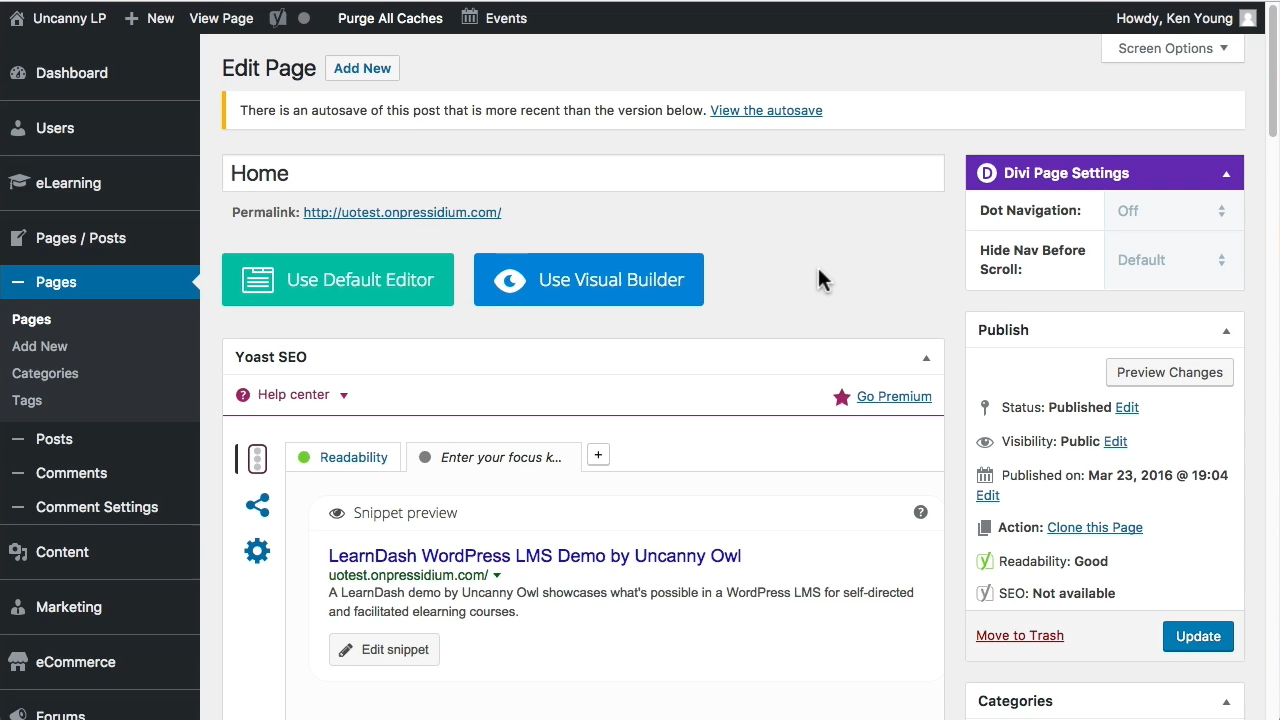 Uncanny LP
New
View Page
Purge All Caches
Events
Howdy, Ken Young
Dashboard
Users
eLearning
Pages / Posts
Pages
Pages
Add New
Categories
Tags
Posts
Comments
Comment Settings
Content
Marketing
eCommerce
Forums
Screen Options
Edit Page
Add New
There is an autosave of this post that is more recent than the version below. View the autosave
Home
Permalink: http://uotest.onpressidium.com/
Use Default Editor
Use Visual Builder
Yoast SEO
? Help center
Go Premium
Readability
Enter your focus k...
+
Snippet preview
?
LearnDash WordPress LMS Demo by Uncanny Owl
uotest.onpressidium.com/
A LearnDash demo by Uncanny Owl showcases what's possible in a WordPress LMS for self-directed
and facilitated elearning courses.
Edit snippet
D Divi Page Settings
Dot Navigation:
Off
Hide Nav Before
Scroll:
Default
Publish
Preview Changes
Status: Published Edit
Visibility: Public Edit
Published on: Mar 23, 2016 @ 19:04
Edit
Action: Clone this Page
Readability: Good
SEO: Not available
Move to Trash
Update
Categories